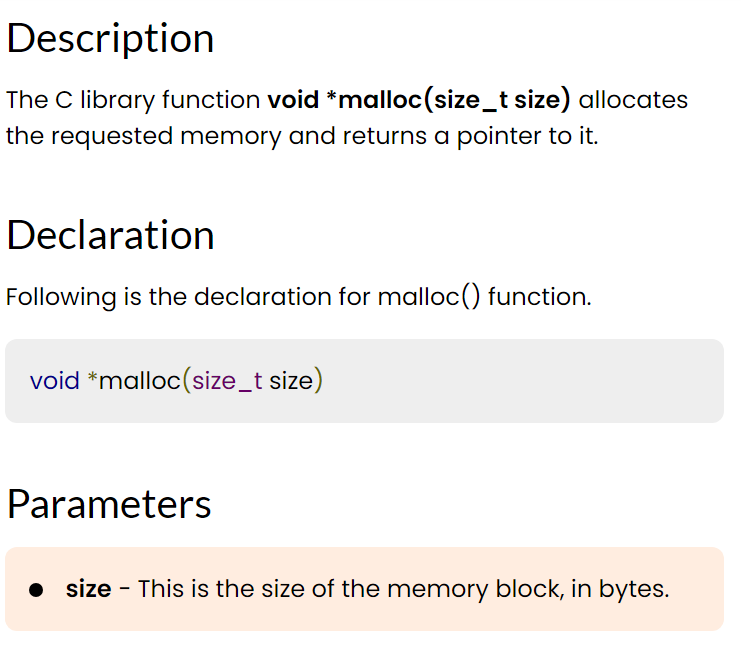 Description
The C library function void *malloc(size_t size) allocates
the requested memory and returns a pointer to it.
Declaration
Following is the declaration for malloc() function.
void *malloc(size_t size)
Parameters
● size - This is the size of the memory block, in bytes.